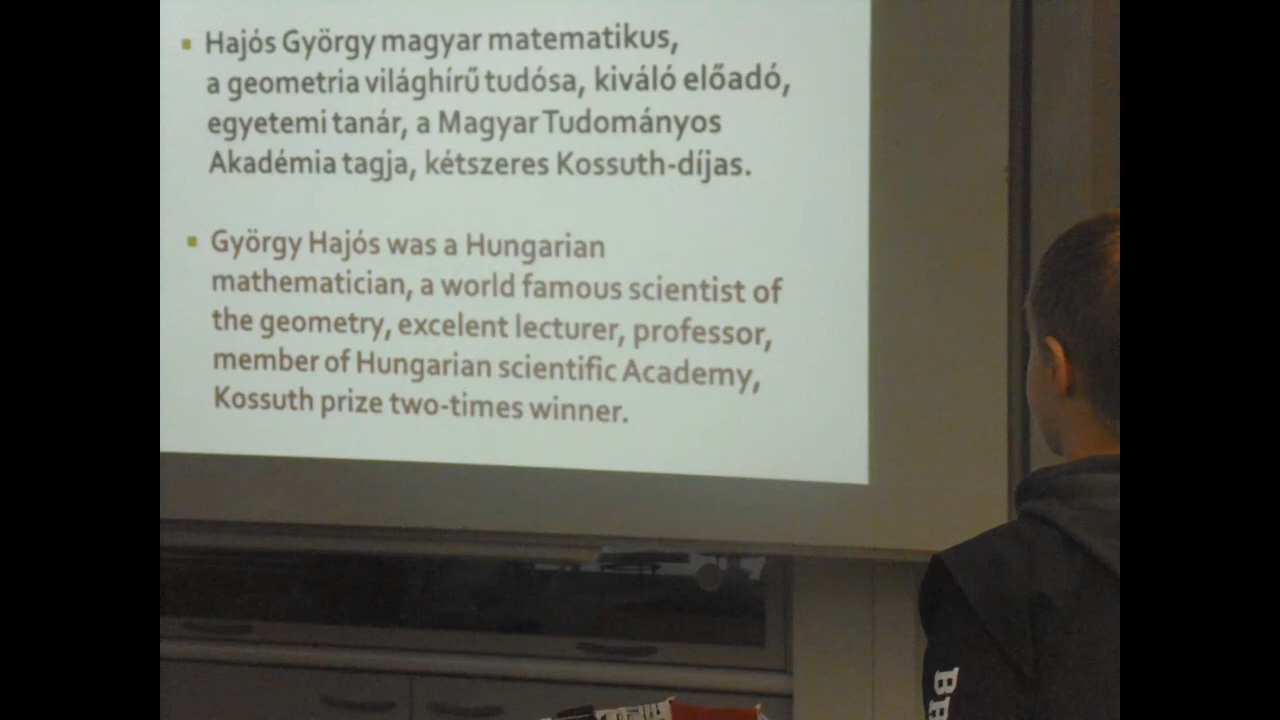 Hajós György magyar matematikus,
a geometria világhírű tudósa, kiváló előadó,
egyetemi tanár, a Magyar Tudományos
Akadémia tagja, kétszeres Kossuth-díjas.
György Hajós was a Hungarian
mathematician, a world famous scientist of
the geometry, excelent lecturer, professor,
member of Hungarian scientific Academy,
Kossuth prize two-times winner.